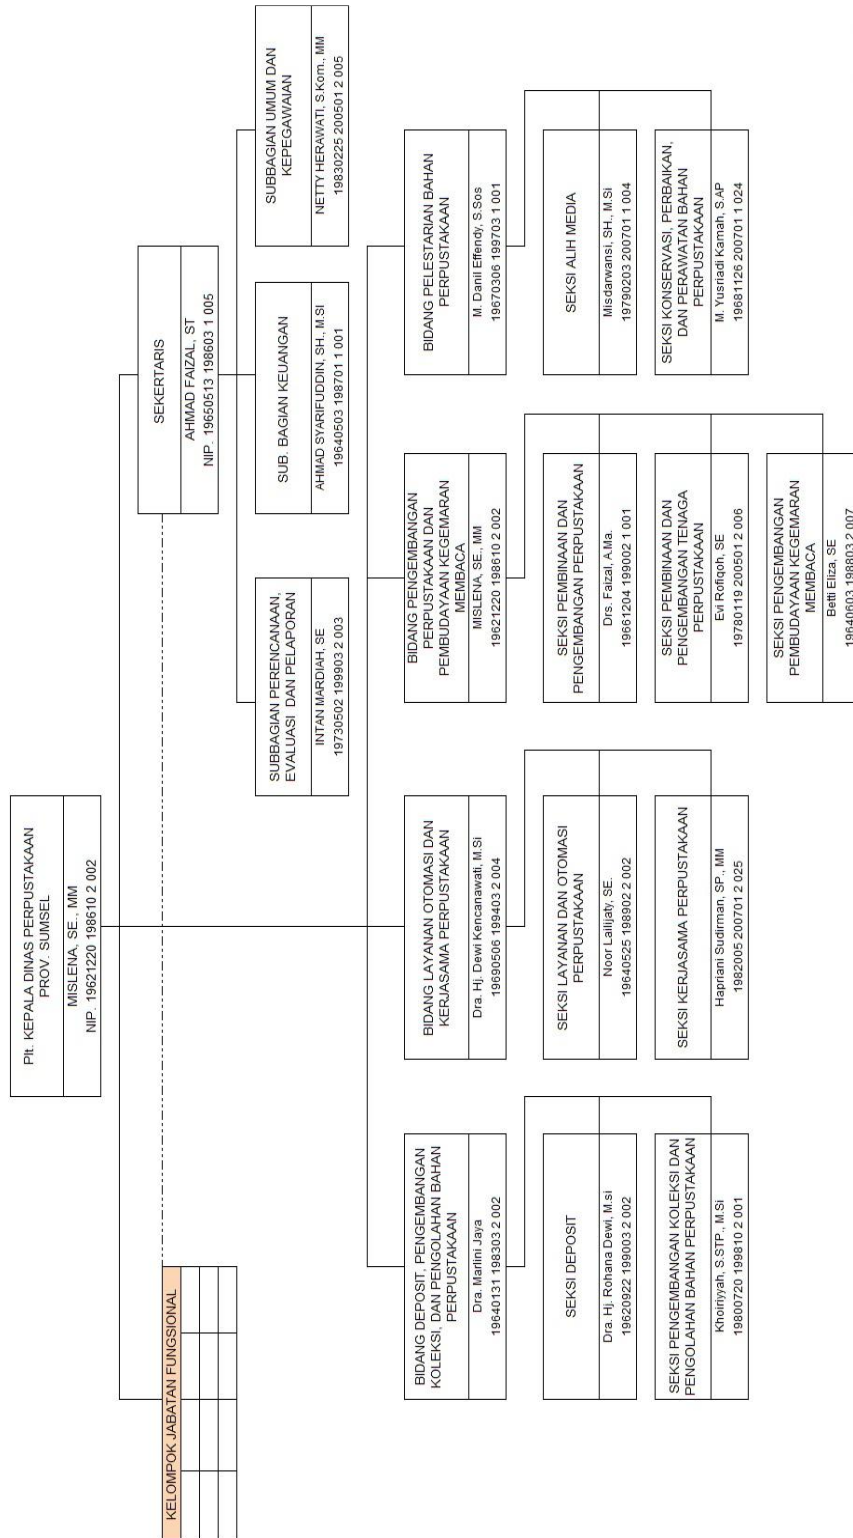 Plt. KEPALA DINAS PERPUSTAKAAN
PROV. SUMSEL
MISLENA, SE., MM
NIP. 19621220 198610 2 002
KELOMPOK JABATAN FUNGSIONAL
SEKERTARIS
AHMAD FAIZAL, ST
NIP. 19650513 198603 1 005
SUBBAGIAN PERENCANAAN,
EVALUASI DAN PELAPORAN
INTAN MARDIAH, SE
19730502 199903 2 003
SUB. BAGIAN KEUANGAN
AHMAD SYARIFUDDIN, SH., M.SI
19640503 198701 1 001
SUBBAGIAN UMUM DAN
KEPEGAWAIAN
NETTY HERAWATI, S.Kom., MM
19830225 200501 2 005
BIDANG DEPOSIT, PENGEMBANGAN
KOLEKSI, DAN PENGOLAHAN BAHAN
PERPUSTAKAAN
Dra. Marlini Jaya
19640131 198303 2 002
SEKSI DEPOSIT
Dra. Hj. Rohana Dewi, M.si
19620922 199003 2 002
SEKSI PENGEMBANGAN KOLEKSI DAN
PENGOLAHAN BAHAN PERPUSTAKAAN
Khoiriyyah, S.STP., M.Si
19800720 199810 2 001
BIDANG LAYANAN OTOMASI DAN
KERJASAMA PERPUSTAKAAN
Dra. Hj. Dewi Kencanawati, M.Si
19690506 199403 2 004
SEKSI LAYANAN DAN OTOMASI
PERPUSTAKAAN
Noor Lailijaty, SE.
19640525 198902 2 002
SEKSI KERJASAMA PERPUSTAKAAN
Hapriani Sudirman, SP., MM
1982005 200701 2 025
BIDANG PENGEMBANGAN
PERPUSTAKAAN DAN
PEMBUDAYAAN KEGEMARAN
MEMBACA
MISLENA, SE., MM
19621220 198610 2 002
SEKSI PEMBINAAN DAN
PENGEMBANGAN PERPUSTAKAAN
Drs. Faizal, A.Ma.
19661204 199002 1 001
SEKSI PEMBINAAN DAN
PENGEMBANGAN TENAGA
PERPUSTAKAAN
Evi Rofiqoh, SE
19780119 200501 2 006
SEKSI PENGEMBANGAN
PEMBUDAYAAN KEGEMARAN
MEMBACA
Betti Eliza, SE
19640603 198803 2 007
BIDANG PELESTARIAN BAHAN
PERPUSTAKAAN
M. Danil Effendy, S.Sos
19670306 199703 1 001
SEKSI ALIH MEDIA
Misdarwansi, SH., M.Si
19790203 200701 1 004
SEKSI KONSERVASI, PERBAIKAN,
DAN PERAWATAN BAHAN
PERPUSTAKAAN
M. Yusriadi Kamah, S.AP
19681126 200701 1 024